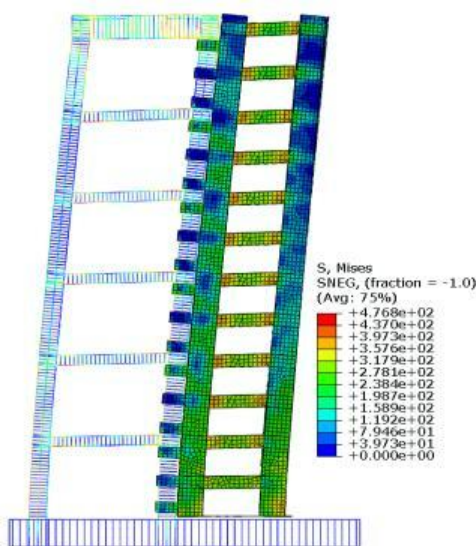 S, Mises
SNEG, (fraction = -1.0)
(Avg: 75%)
+4.768e+02
+4.370e+02
+3.973e+02
+3.576e+02
+3.179e+02
+2.781e+02
+2.384e+02
+1.987e+02
+1.589e+02
+1.192e+02
+7.946e+01
+3.973e+01
+0.000e+00